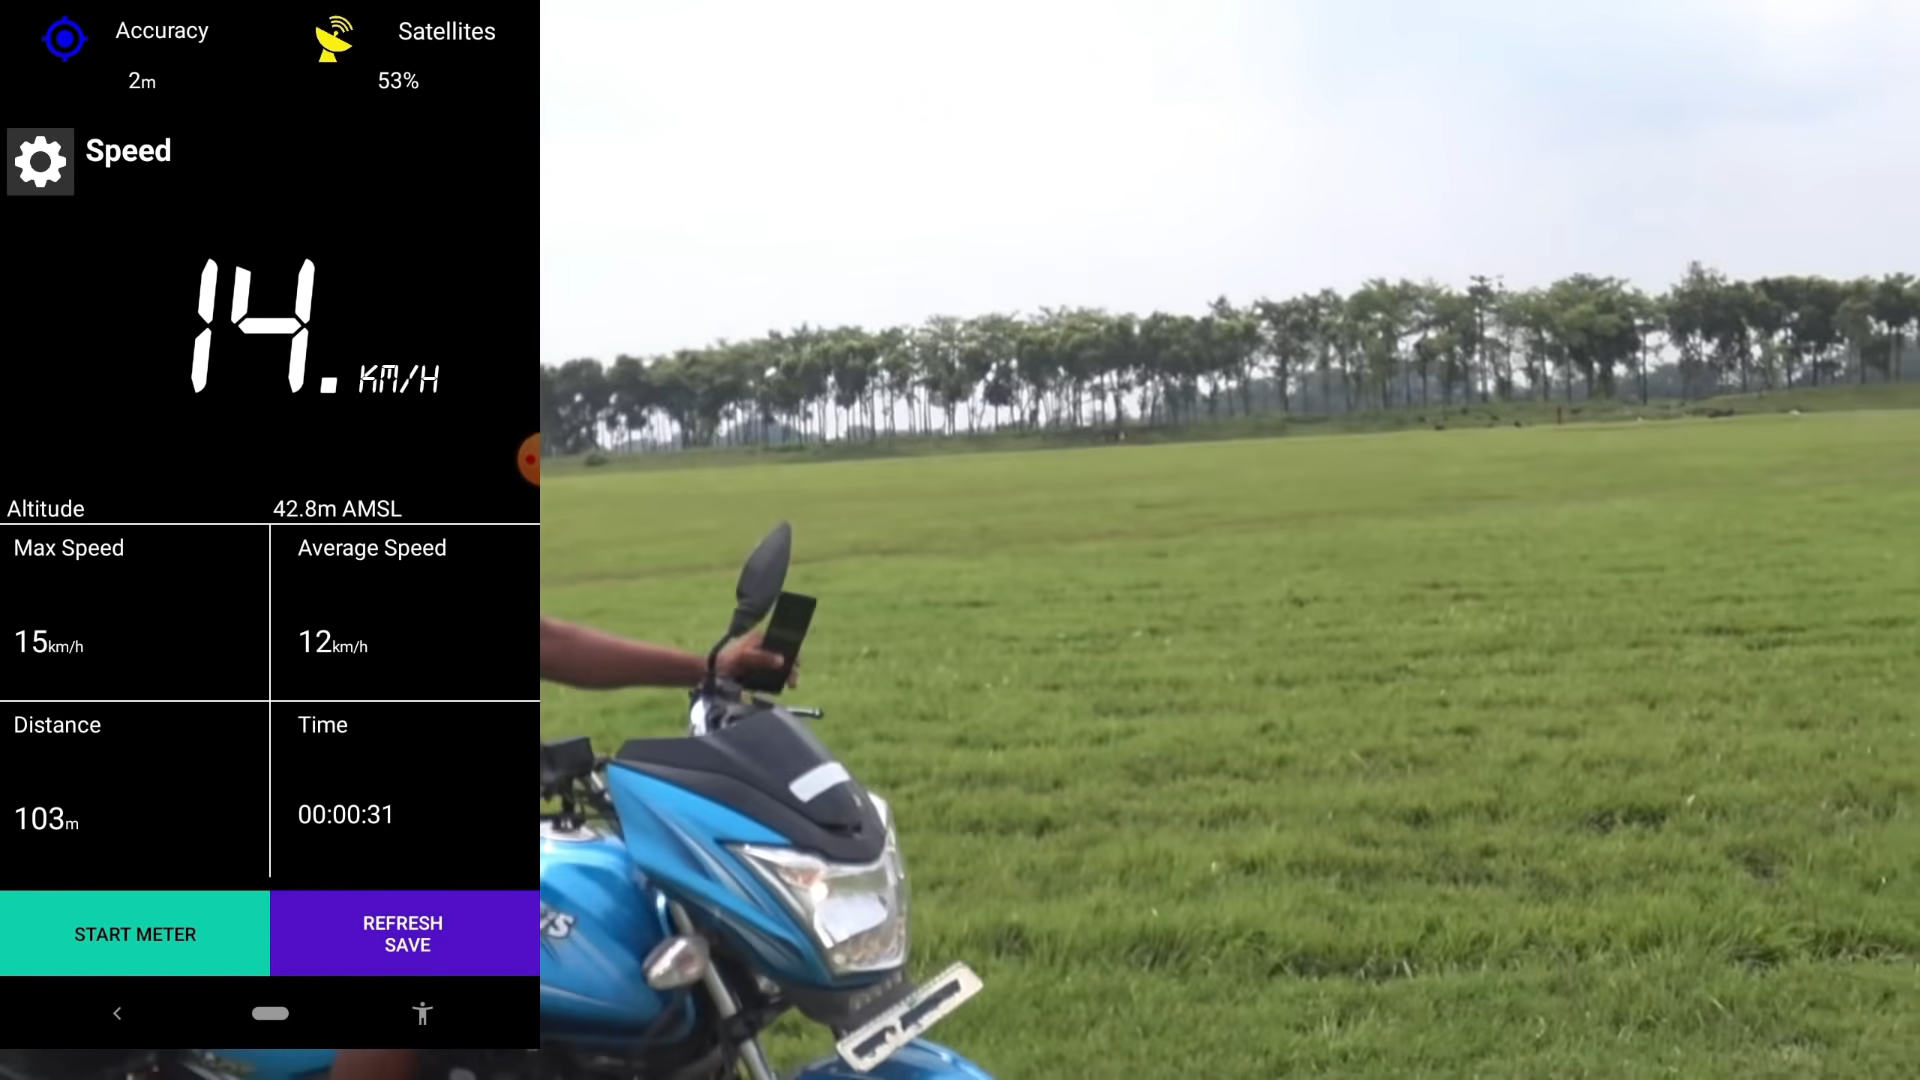 Accuracy
Satellites
2m
53%
Speed
14. KM/H
Altitude
42.8m AMSL
Max Speed
Average Speed
15km/h
12km/h
Distance
Time
103m
00:00:31
START METER
REFRESH
SAVE